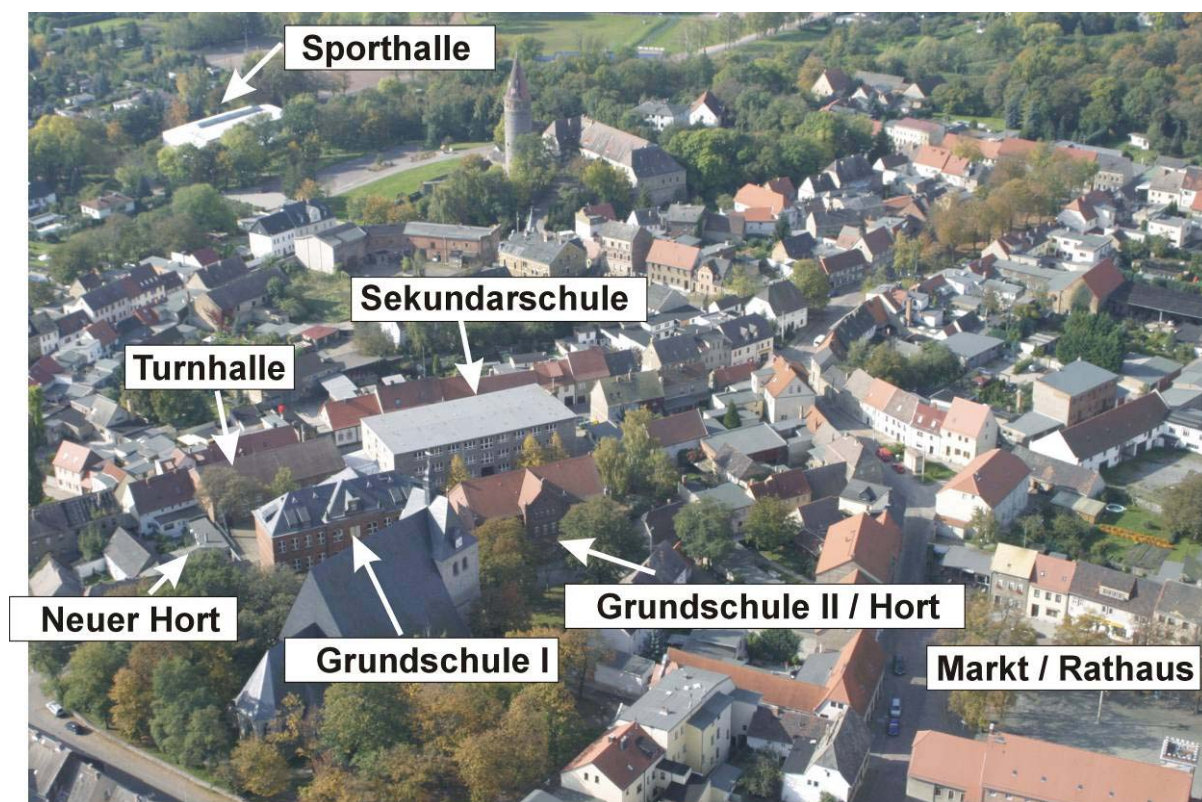 Sporthalle
Sekundarschule
Turnhalle
Neuer Hort
Grundschule II / Hort
Grundschule I
Markt / Rathaus